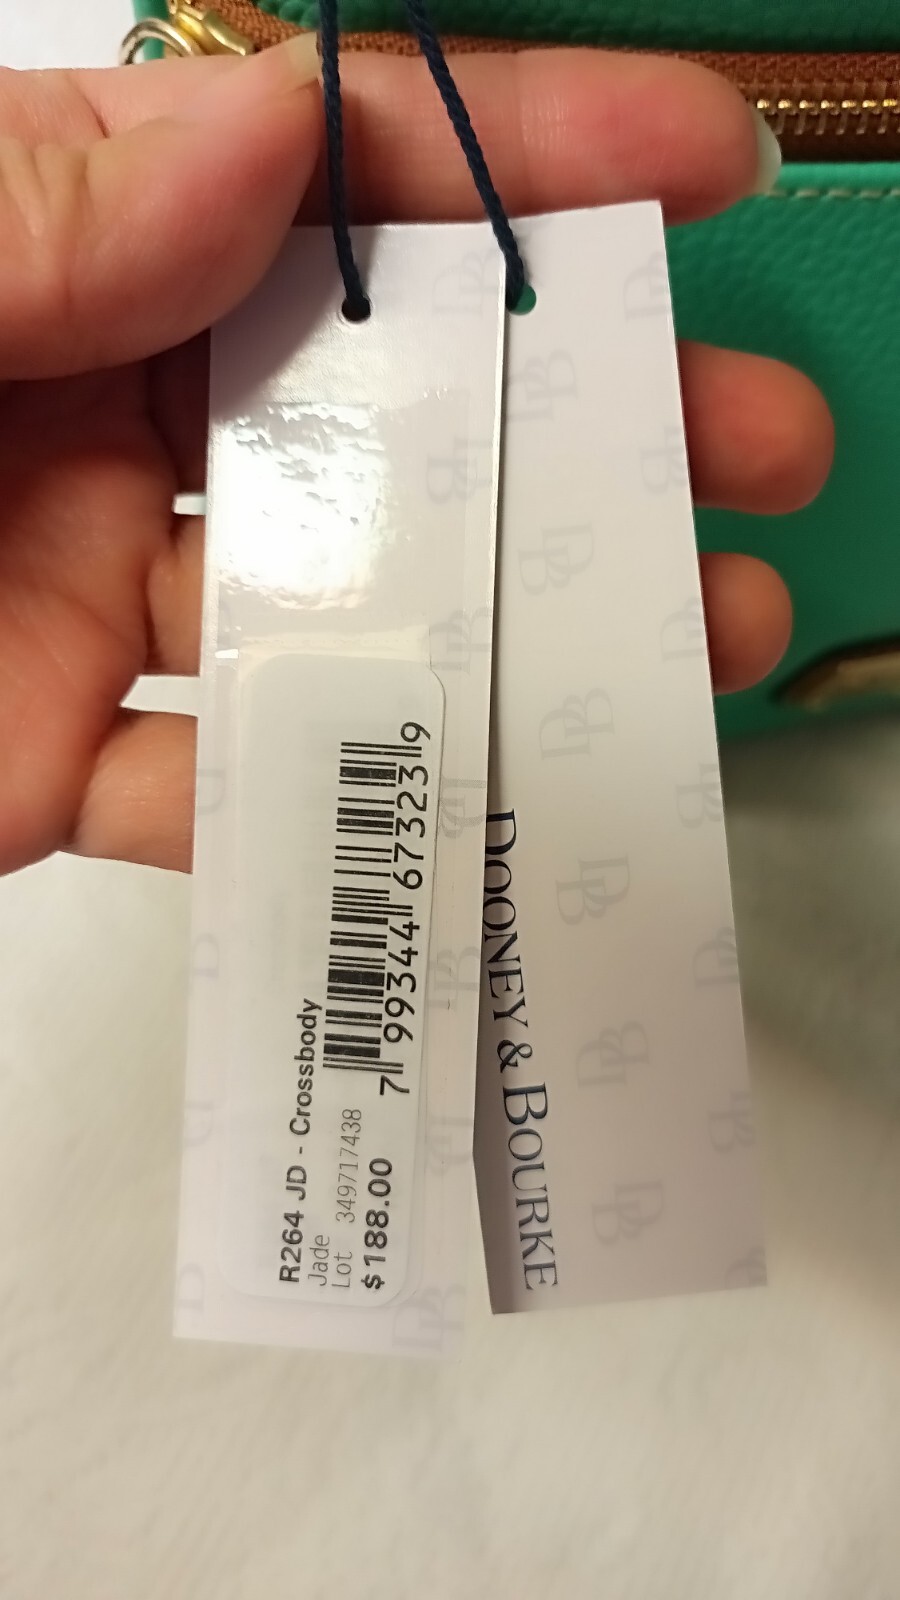 R264 JD - Crossbody
Jade
Lot 349717438
$188.00
7 99344 67323 9
DOONEY & BOURKE